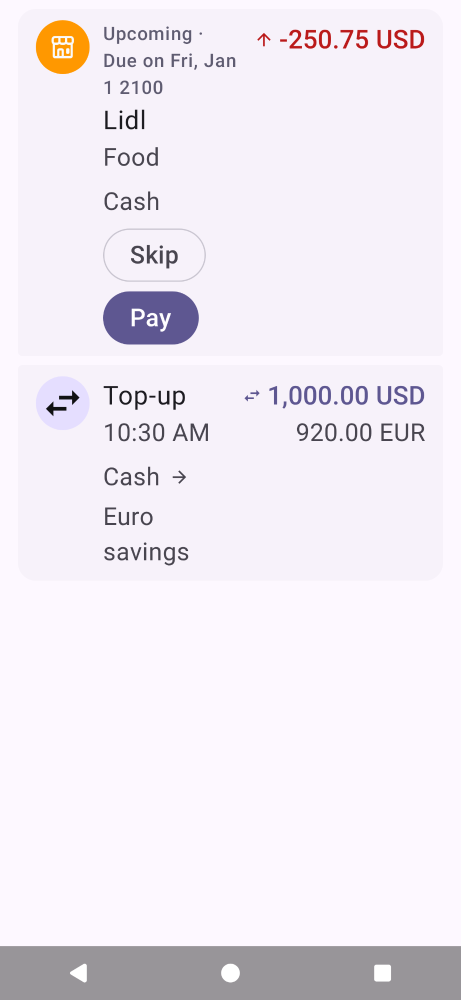 Upcoming ·
Due on Fri, Jan
1 2100
↑ -250.75 USD
Lidl
Food
Cash
Skip
Pay
Top-up
1,000.00 USD
10:30 AM
920.00 EUR
Cash →
Euro
savings